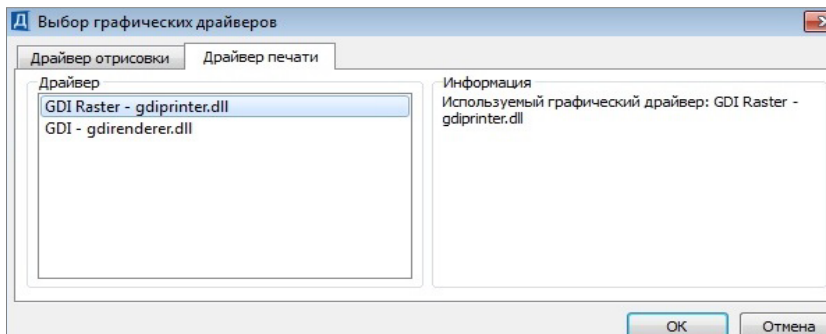 Выбор графических драйверов
Драйвер отрисовки
Драйвер печати
Драйвер
GDI Raster - gdiprinter.dll
GDI - gdirenderer.dll
Информация
Используемый графический драйвер: GDI Raster -
gdiprinter.dll
OK
Отмена